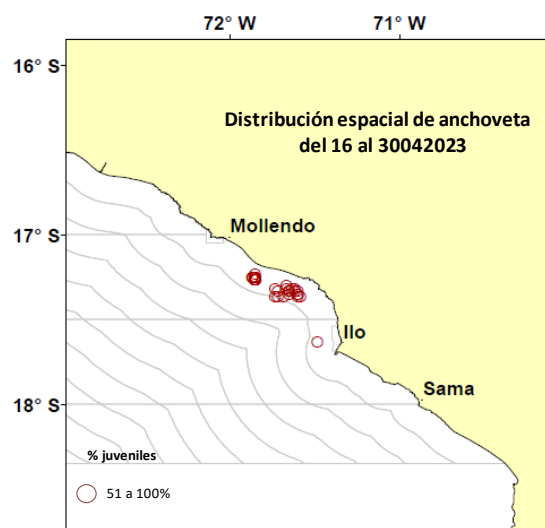 72° W
71° W
16° S
Distribución espacial de anchoveta
del 16 al 30042023
Mollendo
17° S
Ilo
Sama
18° S
% juveniles
51 a 100%